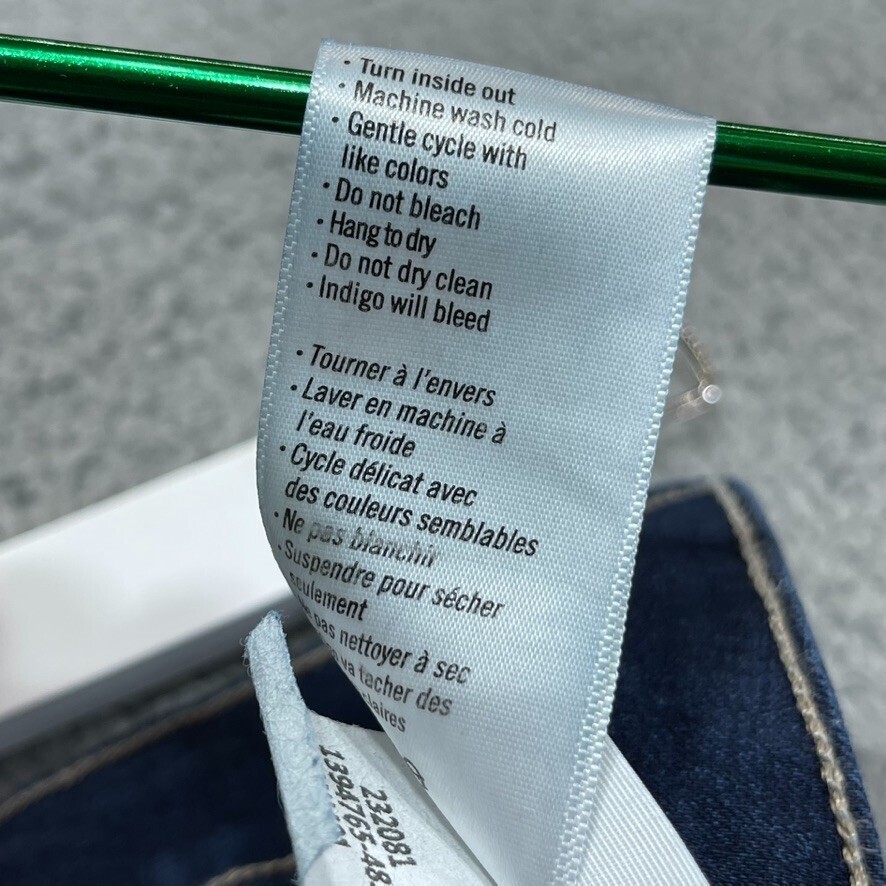 · Turn inside out
· Machine wash cold
· Gentle cycle with
like colors
· Do not bleach
· Hang to dry
· Do not dry clean
· Indigo will bleed
· Tourner à l'envers
· Laver en machine à
l'eau froide
· Cycle délicat avec
des couleurs semblables
· Ne pas blanchir
· Suspendre pour sécher
pas nettoyer à sec
va tacher des
232081